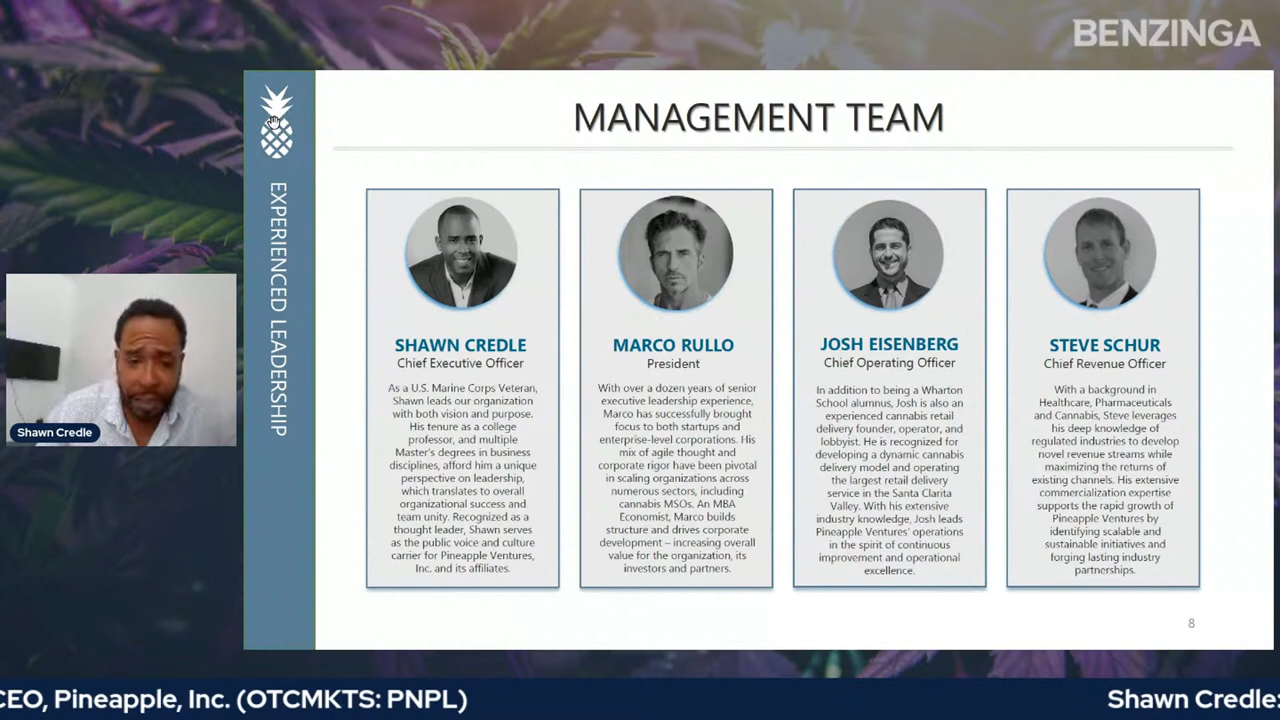 BENZINGA
MANAGEMENT TEAM
EXPERIENCED LEADERSHIP
SHAWN CREDLE
Chief Executive Officer
As a U.S. Marine Corps Veteran,
Shawn leads our organization
with both vision and purpose.
His tenure as a college
professor, and multiple
Master's degrees in business
disciplines, afford him a unique
perspective on leadership,
which translates to overall
organizational success and
team unity. Recognized as a
thought leader, Shawn serves
as the public voice and culture
carrier for Pineapple Ventures,
Inc. and its affiliates.
MARCO RULLO
President
With over a dozen years of senior
executive leadership experience,
Marco has successfully brought
focus to both startups and
enterprise-level corporations. His
mix of agile thought and
corporate rigor have been pivotal
in scaling organizations across
numerous sectors, including
cannabis MSOs. An MBA
Economist, Marco builds
structure and drives corporate
development – increasing overall
value for the organization, its
investors and partners.
JOSH EISENBERG
Chief Operating Officer
In addition to being a Wharton
School alumnus, Josh is also an
experienced cannabis retail
delivery founder, operator, and
lobbyist. He is recognized for
developing a dynamic cannabis
delivery model and operating
the largest retail delivery
service in the Santa Clarita
Valley. With his extensive
industry knowledge, Josh leads
Pineapple Ventures' operations
in the spirit of continuous
improvement and operational
excellence.
STEVE SCHUR
Chief Revenue Officer
With a background in
Healthcare, Pharmaceuticals
and Cannabis, Steve leverages
his deep knowledge of
regulated industries to develop
novel revenue streams while
maximizing the returns of
existing channels. His extensive
commercialization expertise
supports the rapid growth of
Pineapple Ventures by
identifying scalable and
sustainable initiatives and
forging lasting industry
partnerships.
Shawn Credle
8
CEO, Pineapple, Inc. (OTCMKTS: PNPL)
Shawn Credle: